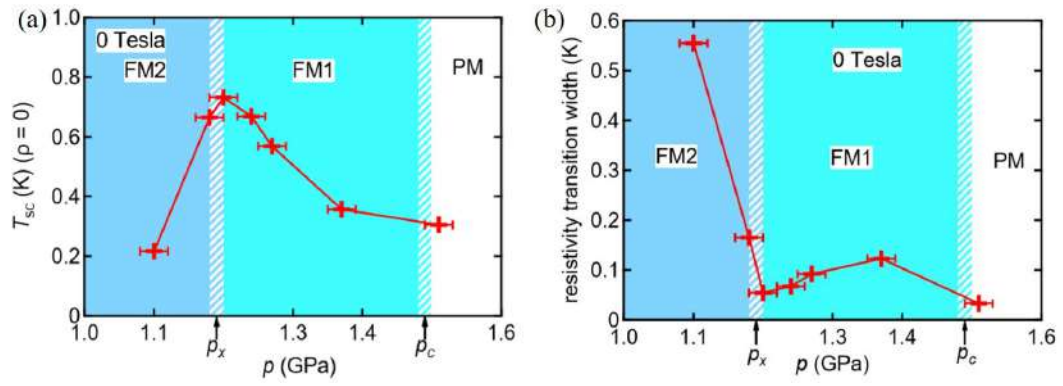 (a)
0 Tesla
FM2
FM1
PM
T_sc (K) (ρ = 0)
1.0
0.8
0.6
0.4
0.2
0
1.0 1.1 1.3 1.4 1.6
p_x p_c
p (GPa)
(b)
0 Tesla
FM2
FM1
PM
resistivity transition width (K)
0.6
0.5
0.4
0.3
0.2
0.1
0
1.0 1.1 1.3 1.4 1.6
p_x p_c
p (GPa)